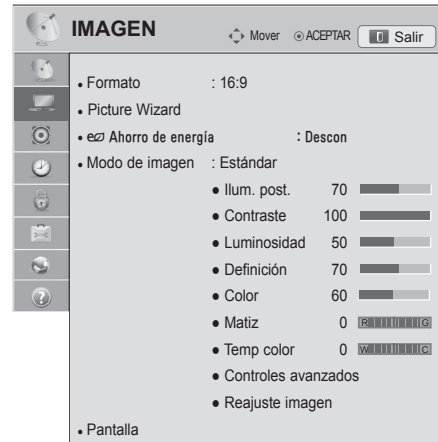 IMAGEN Mover ACEPTAR Salir
• Formato : 16:9
• Picture Wizard
• Ahorro de energía : Descon
• Modo de imagen : Estándar
● Ilum. post. 70
● Contraste 100
● Luminosidad 50
● Definición 70
● Color 60
● Matiz 0 R G
● Temp color 0 W C
● Controles avanzados
● Reajuste imagen
• Pantalla